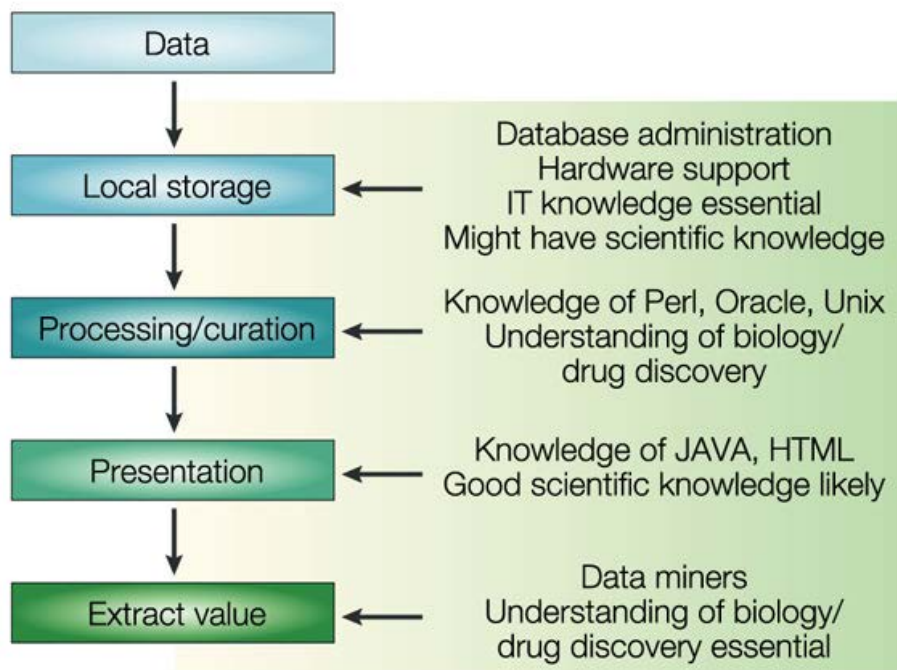 Data
Local storage
Database administration
Hardware support
IT knowledge essential
Might have scientific knowledge
Processing/curation
Knowledge of Perl, Oracle, Unix
Understanding of biology/
drug discovery
Presentation
Knowledge of JAVA, HTML
Good scientific knowledge likely
Extract value
Data miners
Understanding of biology/
drug discovery essential